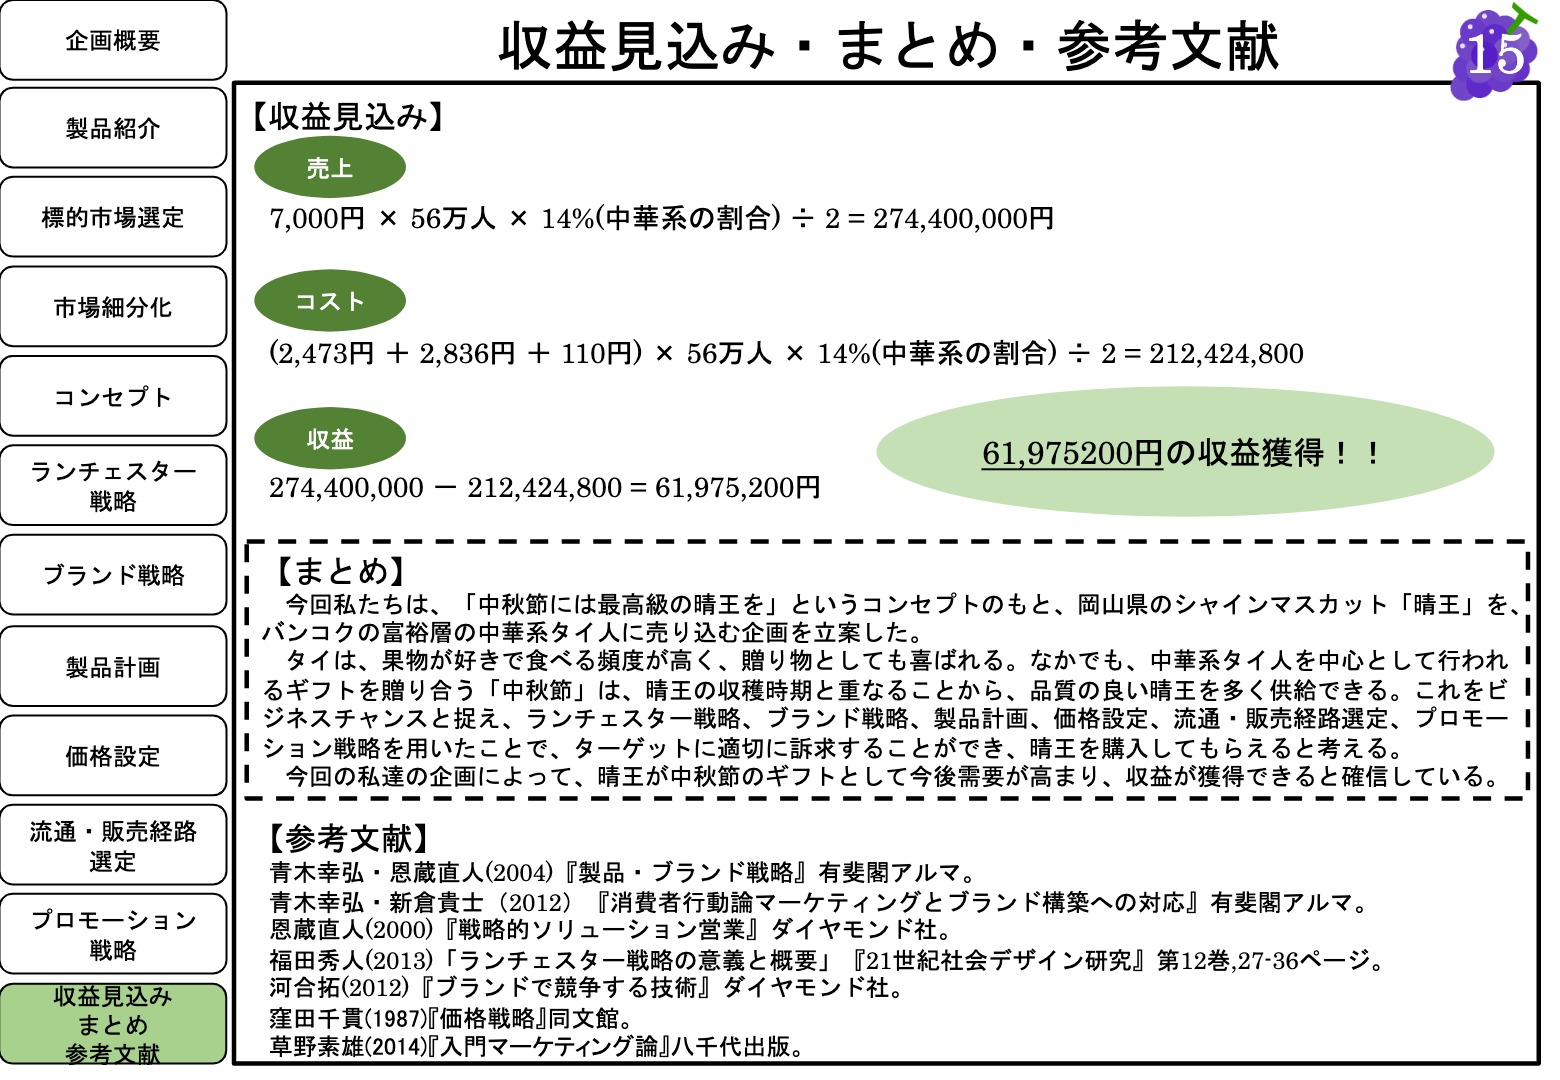 企画概要
製品紹介
標的市場選定
市場細分化
コンセプト
ランチェスター
戦略
ブランド戦略
製品計画
価格設定
流通・販売経路
選定
プロモーション
戦略
収益見込み
まとめ
参考文献
収益見込み・まとめ・参考文献
15
【収益見込み】
売上
7,000円 × 56万人 × 14%(中華系の割合) ÷ 2 = 274,400,000円
コスト
(2,473円 ＋ 2,836円 ＋ 110円) × 56万人 × 14%(中華系の割合) ÷ 2 = 212,424,800
収益
274,400,000 － 212,424,800 = 61,975,200円
61,975200円の収益獲得！！
【まとめ】
今回私たちは、「中秋節には最高級の晴王を」というコンセプトのもと、岡山県のシャインマスカット「晴王」を、
バンコクの富裕層の中華系タイ人に売り込む企画を立案した。
タイは、果物が好きで食べる頻度が高く、贈り物としても喜ばれる。なかでも、中華系タイ人を中心として行われ
るギフトを贈り合う「中秋節」は、晴王の収穫時期と重なることから、品質の良い晴王を多く供給できる。これをビ
ジネスチャンスと捉え、ランチェスター戦略、ブランド戦略、製品計画、価格設定、流通・販売経路選定、プロモー
ション戦略を用いたことで、ターゲットに適切に訴求することができ、晴王を購入してもらえると考える。
今回の私達の企画によって、晴王が中秋節のギフトとして今後需要が高まり、収益が獲得できると確信している。
【参考文献】
青木幸弘・恩蔵直人(2004)『製品・ブランド戦略』有斐閣アルマ。
青木幸弘・新倉貴士（2012）『消費者行動論マーケティングとブランド構築への対応』有斐閣アルマ。
恩蔵直人(2000)『戦略的ソリューション営業』ダイヤモンド社。
福田秀人(2013)「ランチェスター戦略の意義と概要」『21世紀社会デザイン研究』第12巻,27-36ページ。
河合拓(2012)『ブランドで競争する技術』ダイヤモンド社。
窪田千貫(1987)『価格戦略』同文館。
草野素雄(2014)『入門マーケティング論』八千代出版。